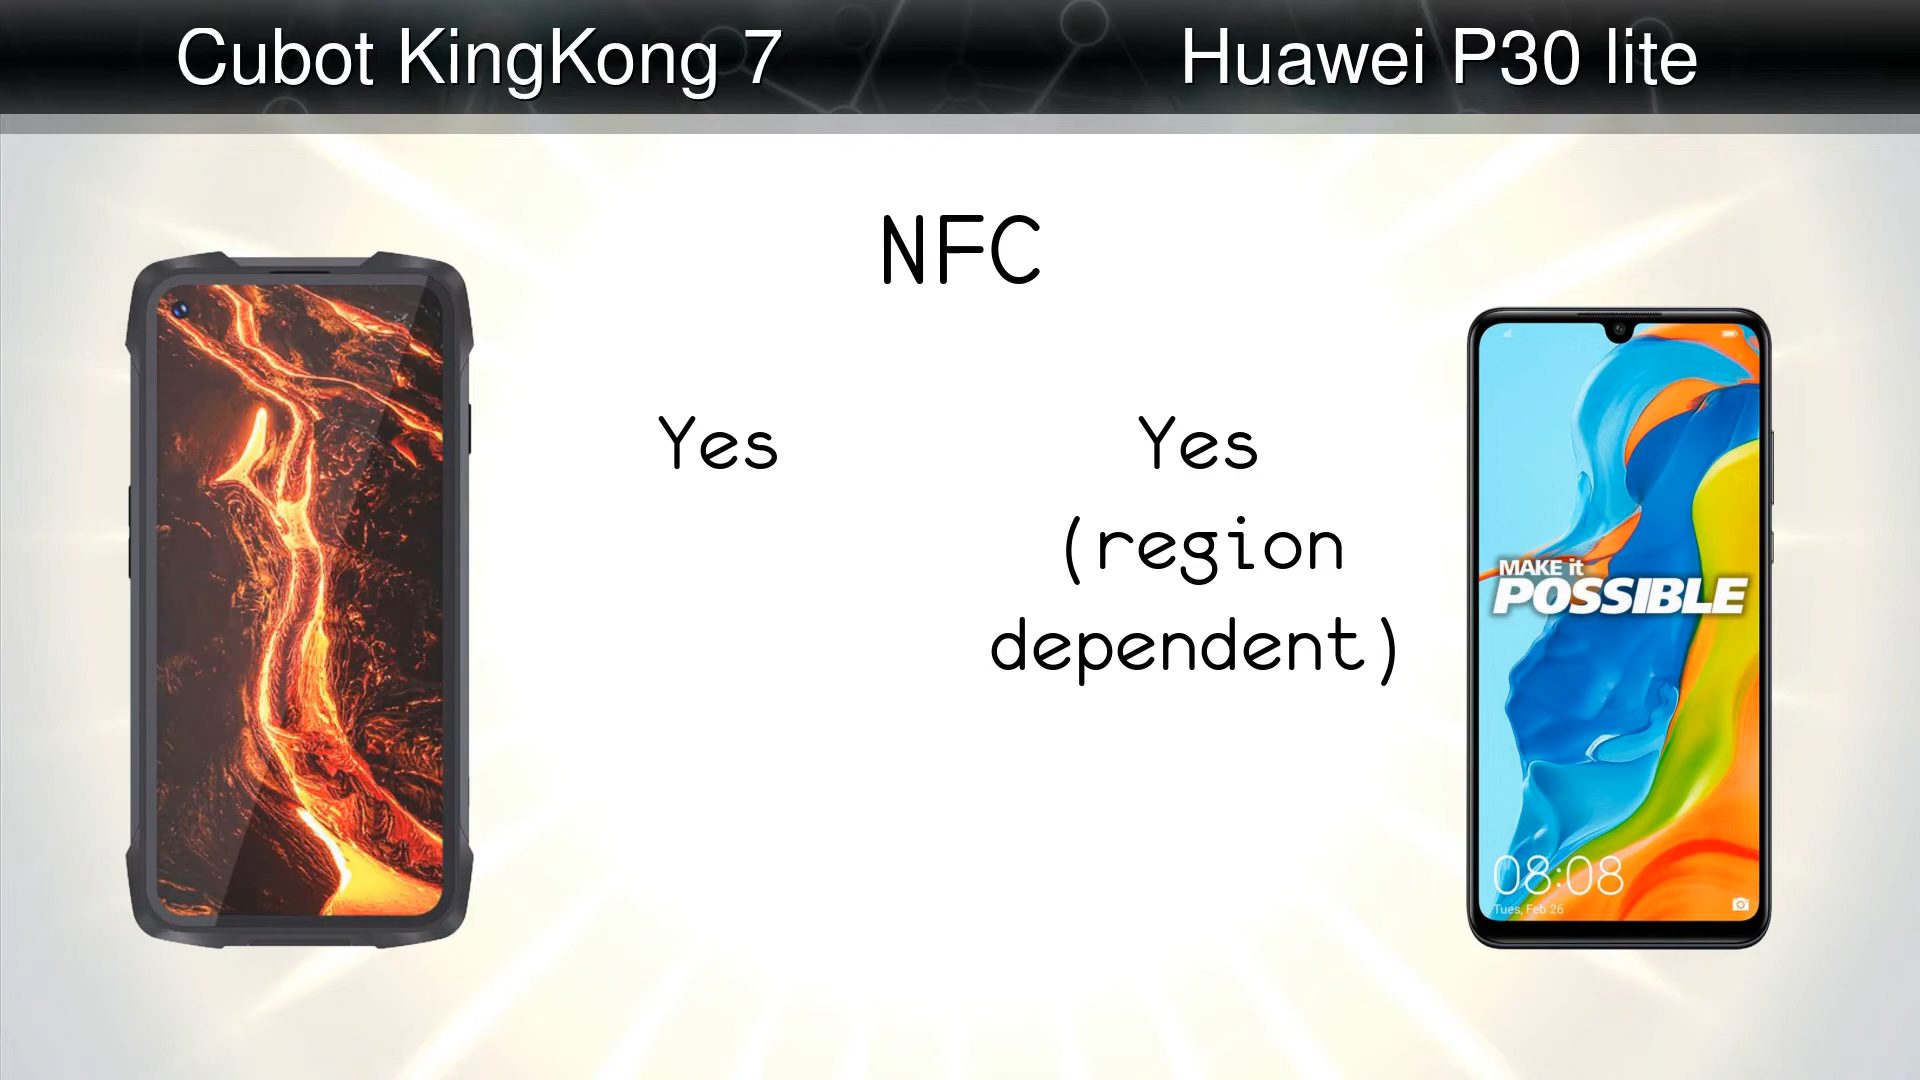 Cubot KingKong 7
Huawei P30 lite
NFC
Yes
Yes
(region
dependent)
MAKE it
POSSIBLE
08:08
Tues, Feb 26